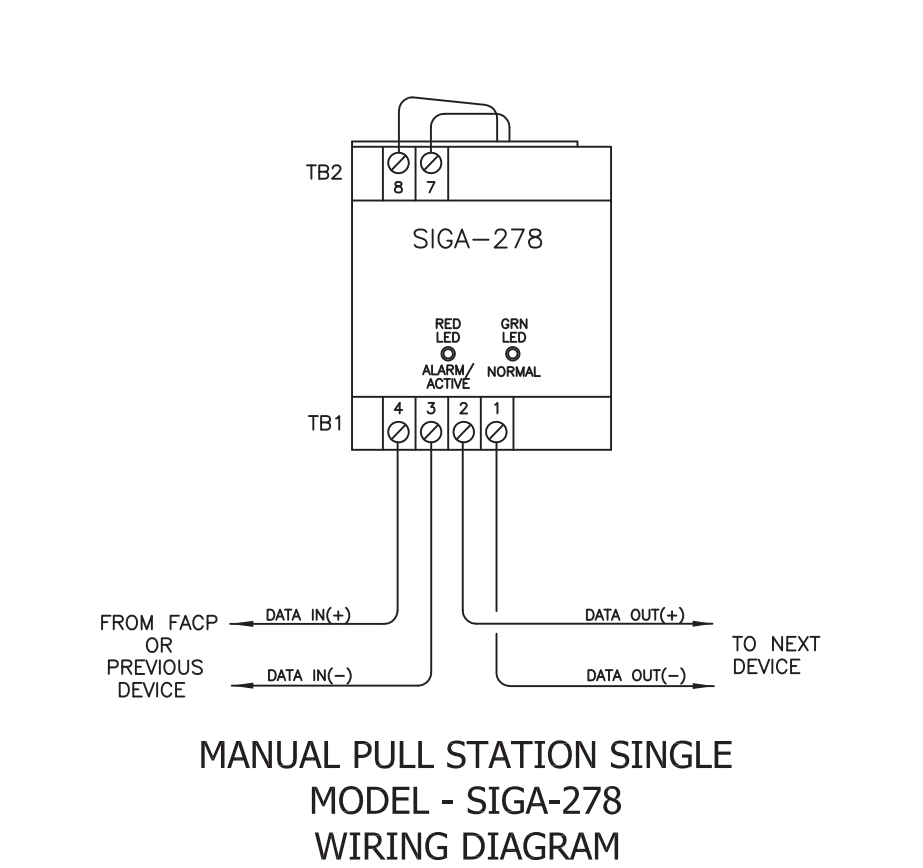 TB2
8 7
SIGA-278
RED
LED
GRN
LED
ALARM/
ACTIVE
NORMAL
TB1
4 3 2 1
FROM FACP
OR
PREVIOUS
DEVICE
DATA IN(+)
DATA IN(-)
DATA OUT(+)
DATA OUT(-)
TO NEXT
DEVICE
MANUAL PULL STATION SINGLE
MODEL - SIGA-278
WIRING DIAGRAM